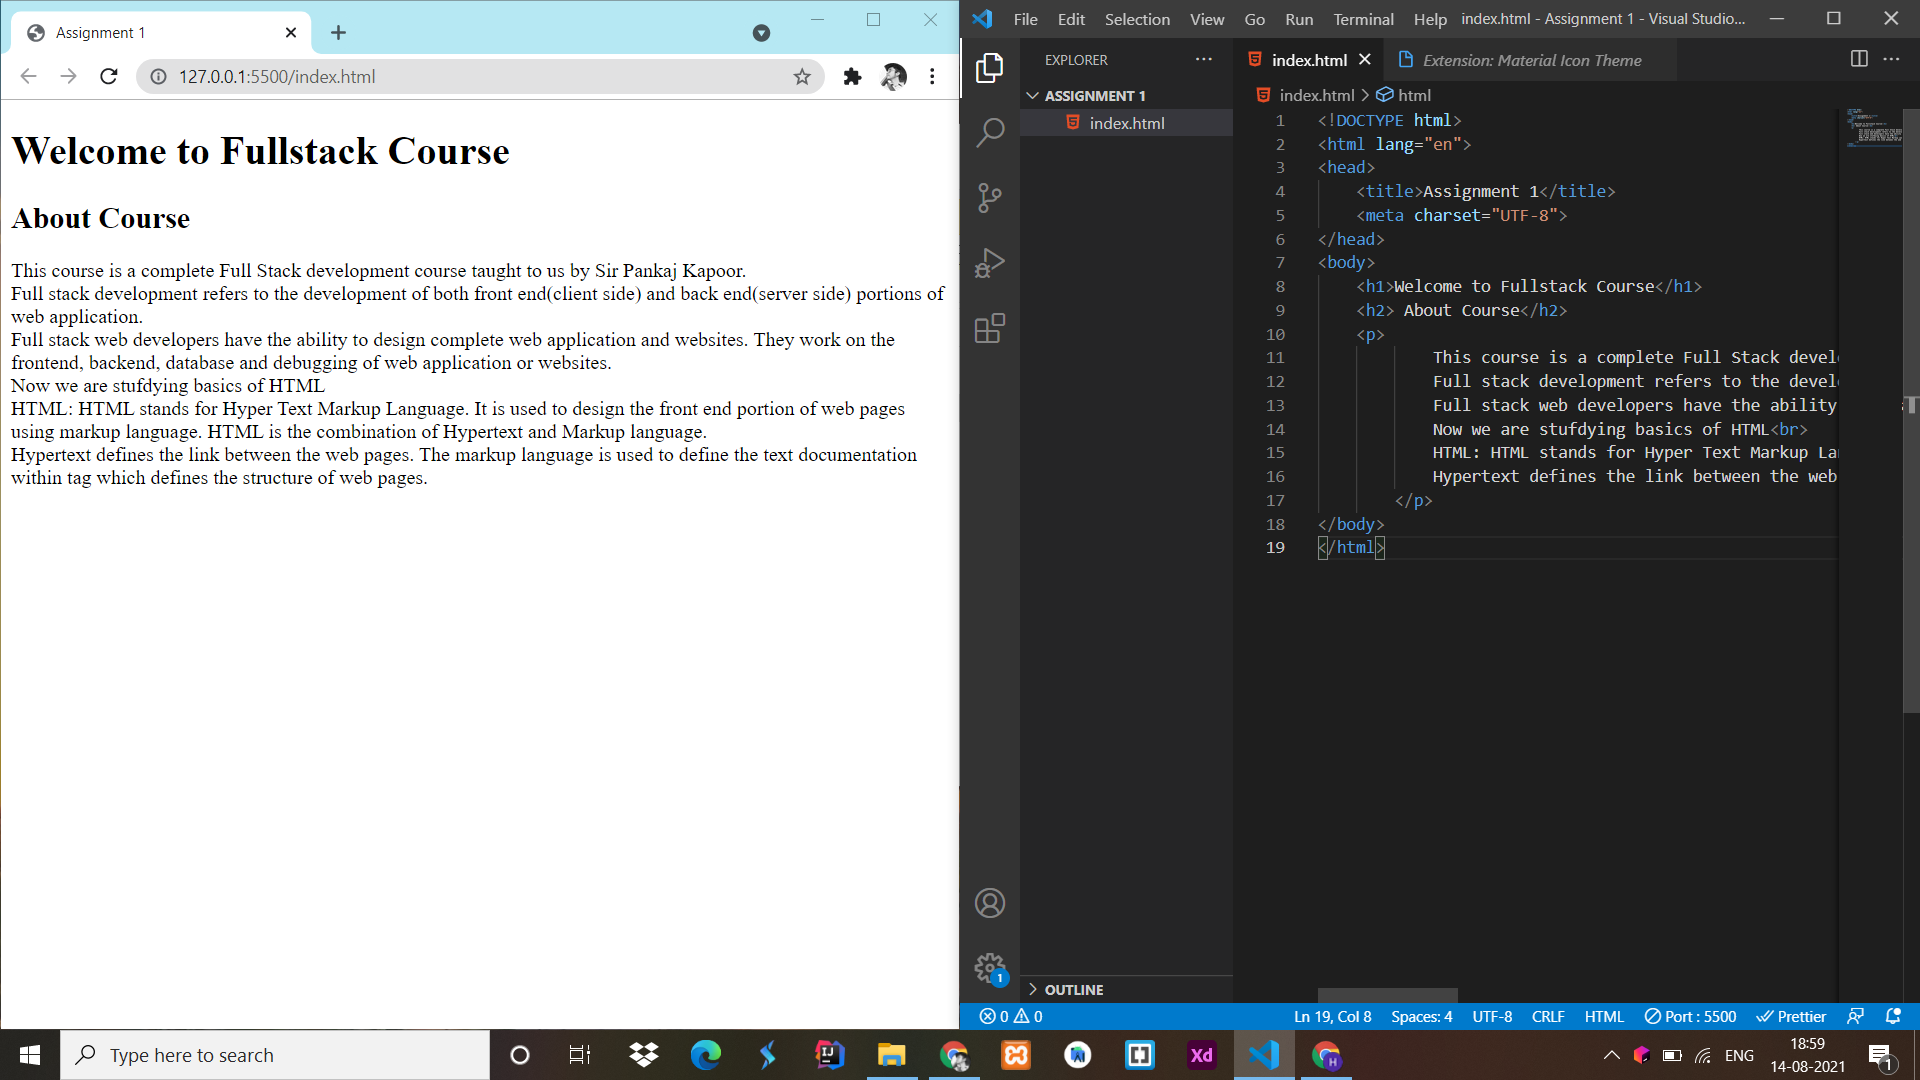 Assignment 1
127.0.0.1:5500/index.html
Welcome to Fullstack Course
About Course
This course is a complete Full Stack development course taught to us by Sir Pankaj Kapoor.
Full stack development refers to the development of both front end(client side) and back end(server side) portions of
web application.
Full stack web developers have the ability to design complete web application and websites. They work on the
frontend, backend, database and debugging of web application or websites.
Now we are stufdying basics of HTML
HTML: HTML stands for Hyper Text Markup Language. It is used to design the front end portion of web pages
using markup language. HTML is the combination of Hypertext and Markup language.
Hypertext defines the link between the web pages. The markup language is used to define the text documentation
within tag which defines the structure of web pages.
File Edit Selection View Go Run Terminal Help index.html - Assignment 1 - Visual Studio...
EXPLORER
ASSIGNMENT 1
index.html
OUTLINE
index.html Extension: Material Icon Theme
index.html > html
1 <!DOCTYPE html>
2 <html lang="en">
3 <head>
4 <title>Assignment 1</title>
5 <meta charset="UTF-8">
6 </head>
7 <body>
8 <h1>Welcome to Fullstack Course</h1>
9 <h2> About Course</h2>
10 <p>
11 This course is a complete Full Stack devel
12 Full stack development refers to the devel
13 Full stack web developers have the ability
14 Now we are stufdying basics of HTML<br>
15 HTML: HTML stands for Hyper Text Markup Lan
16 Hypertext defines the link between the web
17 </p>
18 </body>
19 </html>
1
0 0 Ln 19, Col 8 Spaces: 4 UTF-8 CRLF HTML Port : 5500 Prettier
Type here to search
IJ
Xd
H
ENG
18:59
14-08-2021
1